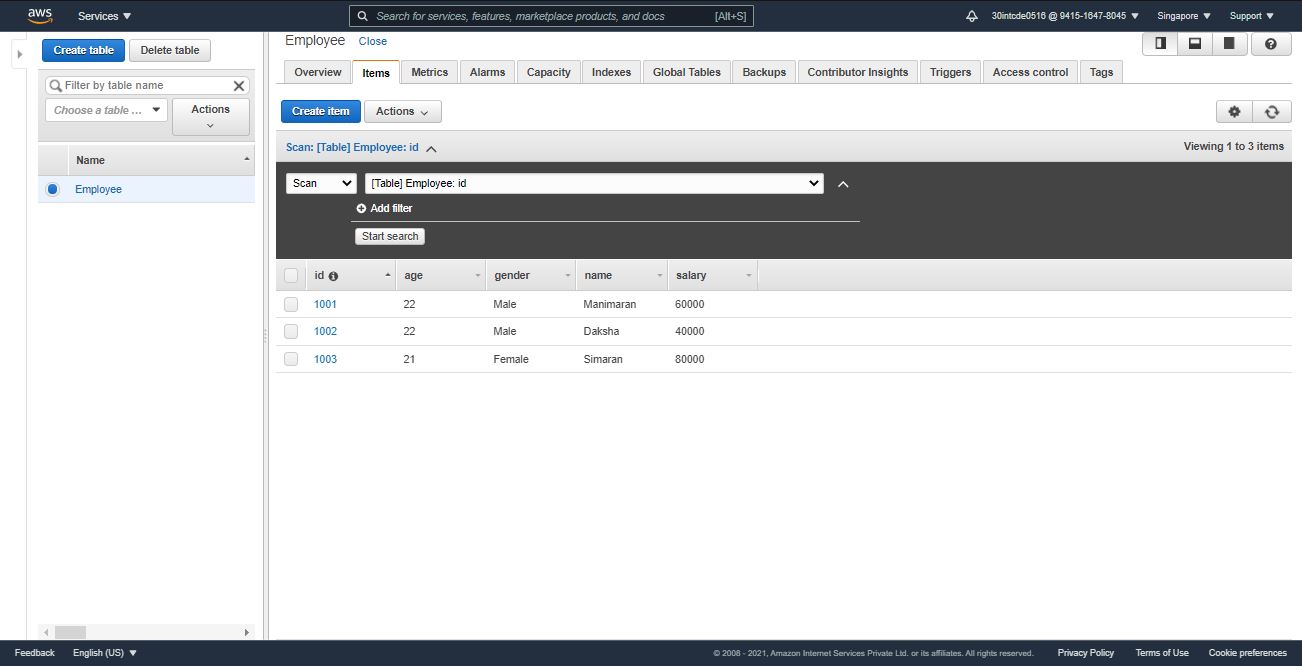 aws Services Search for services, features, marketplace products, and docs [Alt+S] 30intcde0516 @ 9415-1647-8045 Singapore Support
Create table Delete table
Filter by table name
Choose a table ... Actions
Name
Employee
Employee Close
Overview Items Metrics Alarms Capacity Indexes Global Tables Backups Contributor Insights Triggers Access control Tags
Create item Actions
Scan: [Table] Employee: id Viewing 1 to 3 items
Scan [Table] Employee: id
Add filter
Start search
id age gender name salary
1001 22 Male Manimaran 60000
1002 22 Male Daksha 40000
1003 21 Female Simaran 80000
Feedback English (US) © 2008 - 2021, Amazon Internet Services Private Ltd. or its affiliates. All rights reserved. Privacy Policy Terms of Use Cookie preferences